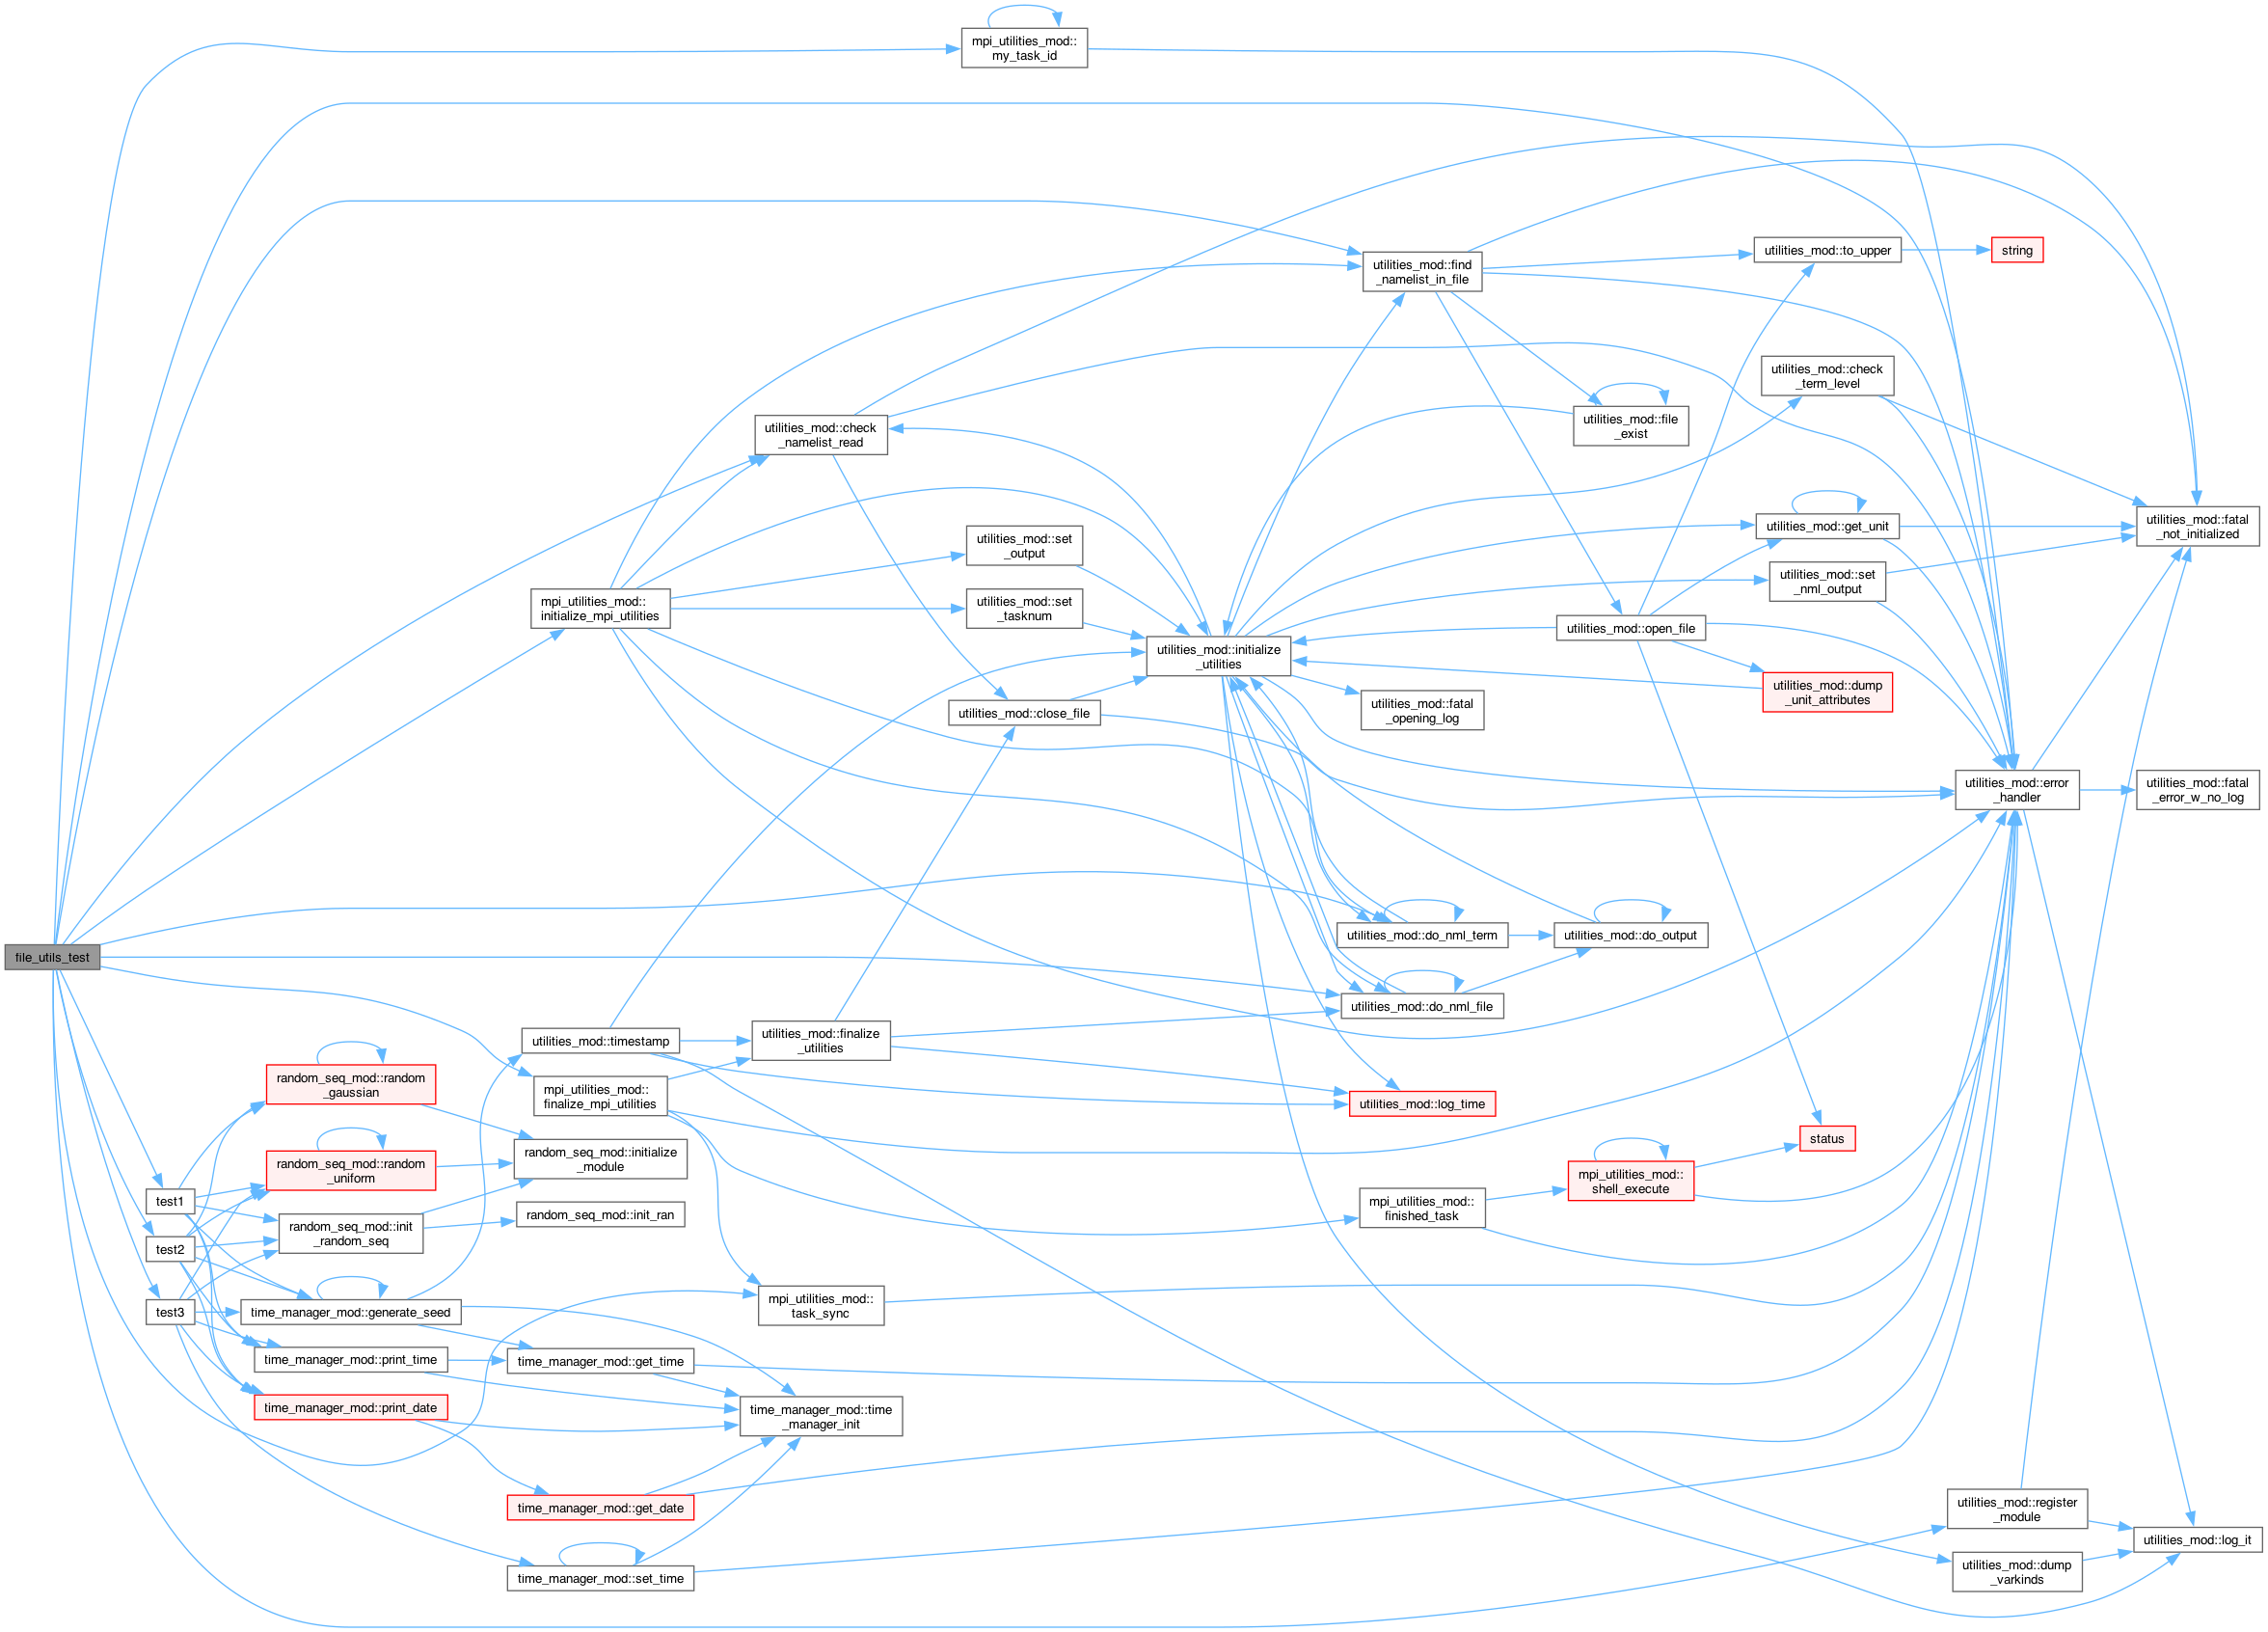 mpi_utilities_mod::
my_task_id
utilities_mod::find
_namelist_in_file
utilities_mod::to_upper
string
utilities_mod::check
_term_level
utilities_mod::file
_exist
utilities_mod::check
_namelist_read
utilities_mod::get_unit
utilities_mod::fatal
_not_initialized
utilities_mod::set
_output
utilities_mod::set
_nml_output
mpi_utilities_mod::
initialize_mpi_utilities
utilities_mod::set
_tasknum
utilities_mod::open_file
utilities_mod::initialize
_utilities
utilities_mod::dump
_unit_attributes
utilities_mod::close_file
utilities_mod::fatal
_opening_log
utilities_mod::error
_handler
utilities_mod::fatal
_error_w_no_log
utilities_mod::do_nml_term
utilities_mod::do_output
file_utils_test
utilities_mod::do_nml_file
utilities_mod::timestamp
utilities_mod::finalize
_utilities
random_seq_mod::random
_gaussian
mpi_utilities_mod::
finalize_mpi_utilities
utilities_mod::log_time
status
random_seq_mod::random
_uniform
random_seq_mod::initialize
_module
mpi_utilities_mod::
shell_execute
test1
random_seq_mod::init_ran
mpi_utilities_mod::
finished_task
random_seq_mod::init
_random_seq
test2
test3
time_manager_mod::generate_seed
mpi_utilities_mod::
task_sync
time_manager_mod::print_time
time_manager_mod::get_time
time_manager_mod::print_date
time_manager_mod::time
_manager_init
time_manager_mod::get_date
utilities_mod::register
_module
utilities_mod::log_it
time_manager_mod::set_time
utilities_mod::dump
_varkinds